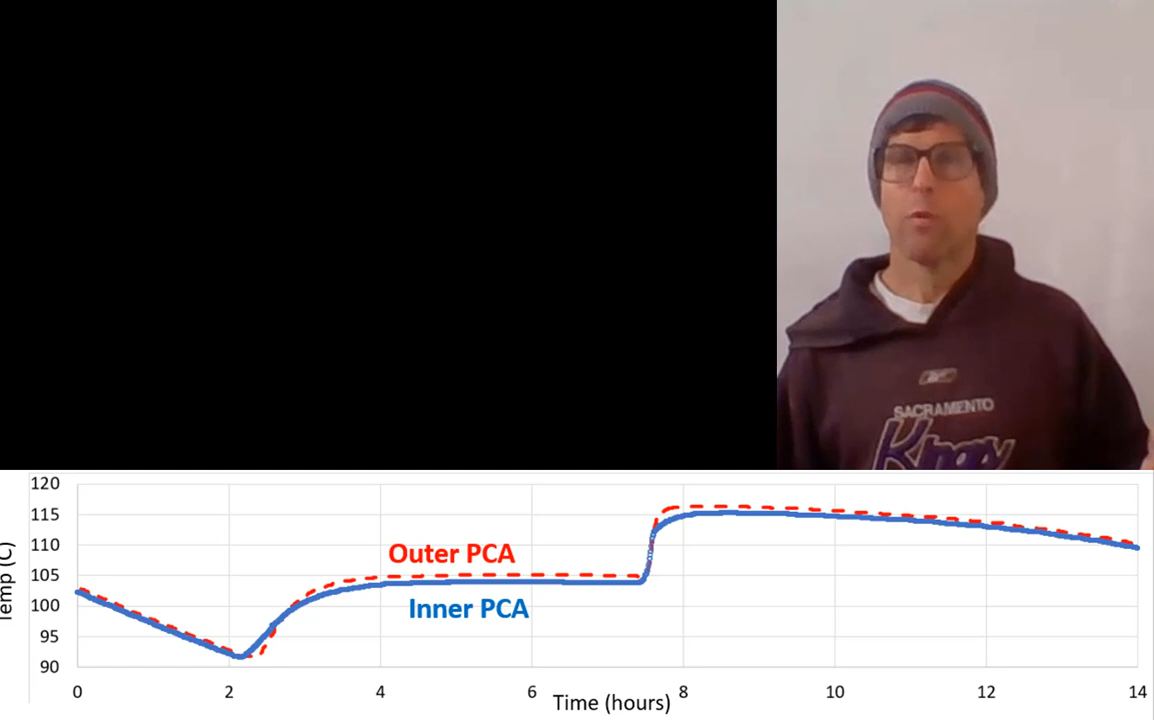 SACRAMENTO
Kings
120
115
110
105
100
95
90
Temp (C)
Outer PCA
Inner PCA
0 2 4 6 8 10 12 14
Time (hours)